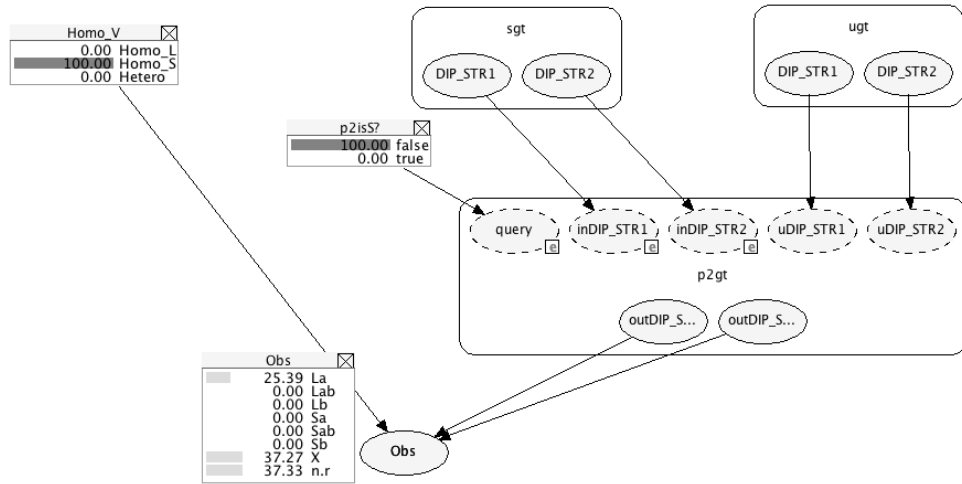 Homo_V
0.00 Homo_L
100.00 Homo_S
0.00 Hetero
sgt
DIP_STR1 DIP_STR2
ugt
DIP_STR1 DIP_STR2
p2isS?
100.00 false
0.00 true
query inDIP_STR1 inDIP_STR2 uDIP_STR1 uDIP_STR2
e e e
p2gt
outDIP_S... outDIP_S...
Obs
25.39 La
0.00 Lab
0.00 Lb
0.00 Sa
0.00 Sab
0.00 Sb
37.27 X
37.33 n.r
Obs